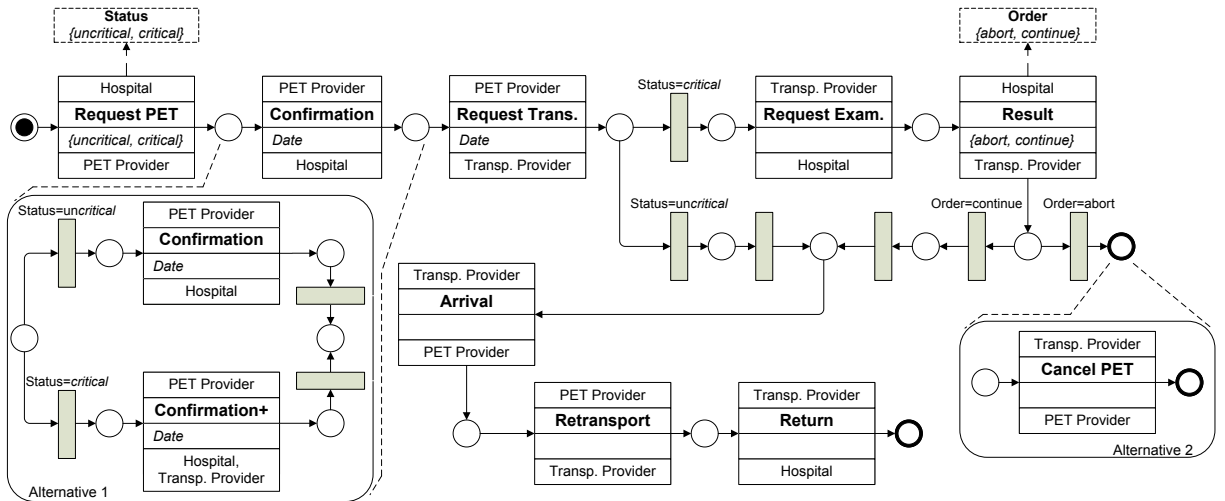 Status
{uncritical, critical}
Order
{abort, continue}
Hospital
Request PET
{uncritical, critical}
PET Provider
PET Provider
Confirmation
Date
Hospital
PET Provider
Request Trans.
Date
Transp. Provider
Status=critical
Transp. Provider
Request Exam.
Hospital
Hospital
Result
{abort, continue}
Transp. Provider
Status=uncritical
Order=continue
Order=abort
Status=uncritical
PET Provider
Confirmation
Date
Hospital
Status=critical
PET Provider
Confirmation+
Date
Hospital,
Transp. Provider
Alternative 1
Transp. Provider
Arrival
PET Provider
PET Provider
Retransport
Transp. Provider
Transp. Provider
Return
Hospital
Transp. Provider
Cancel PET
PET Provider
Alternative 2